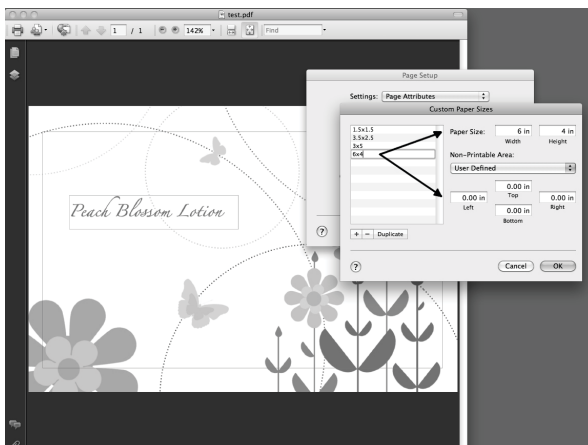 test.pdf
1 / 1
142%
Find
Page Setup
Settings: Page Attributes
Custom Paper Sizes
1.5x1.5
3.5x2.5
3x5
6x4
Paper Size: 6 in 4 in
Width Height
Non-Printable Area:
User Defined
0.00 in
Top
0.00 in 0.00 in
Left Right
0.00 in
Bottom
+ − Duplicate
?
?
Cancel OK
Peach Blossom Lotion